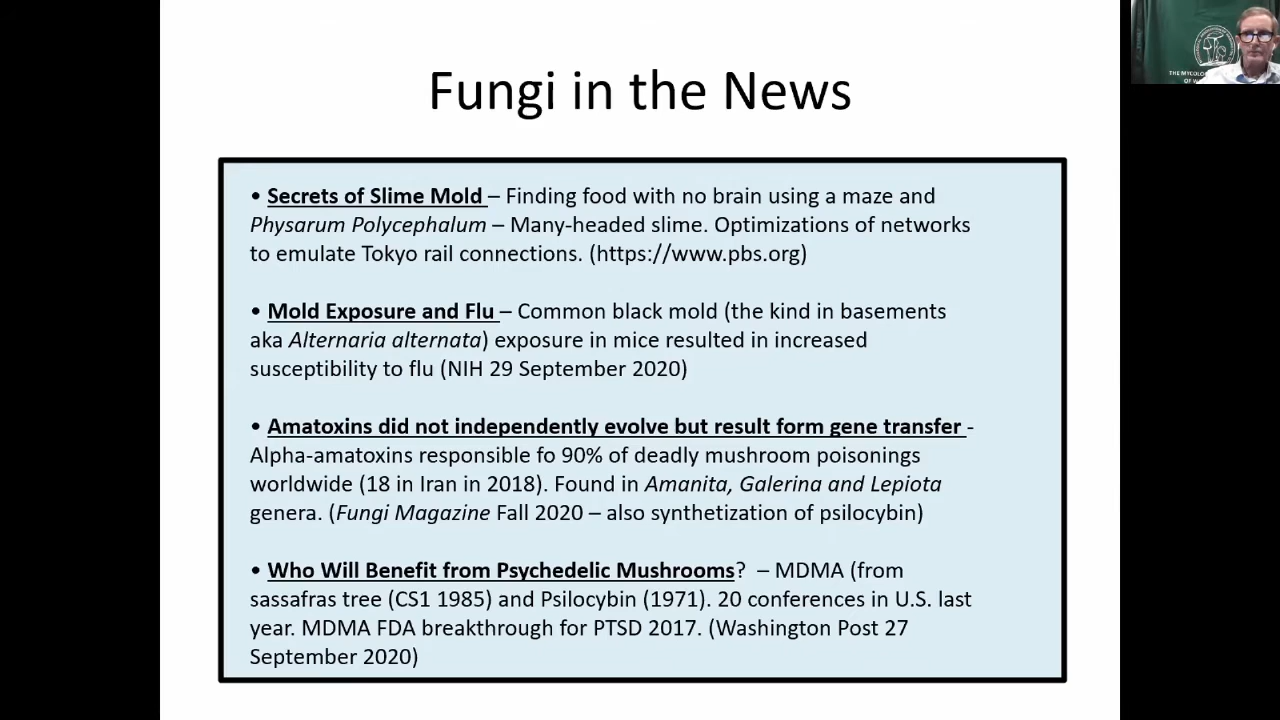 Fungi in the News
• Secrets of Slime Mold – Finding food with no brain using a maze and
Physarum Polycephalum – Many-headed slime. Optimizations of networks
to emulate Tokyo rail connections. (https://www.pbs.org)
• Mold Exposure and Flu – Common black mold (the kind in basements
aka Alternaria alternata) exposure in mice resulted in increased
susceptibility to flu (NIH 29 September 2020)
• Amatoxins did not independently evolve but result form gene transfer -
Alpha-amatoxins responsible fo 90% of deadly mushroom poisonings
worldwide (18 in Iran in 2018). Found in Amanita, Galerina and Lepiota
genera. (Fungi Magazine Fall 2020 – also synthetization of psilocybin)
• Who Will Benefit from Psychedelic Mushrooms? – MDMA (from
sassafras tree (CS1 1985) and Psilocybin (1971). 20 conferences in U.S. last
year. MDMA FDA breakthrough for PTSD 2017. (Washington Post 27
September 2020)
THE
OF